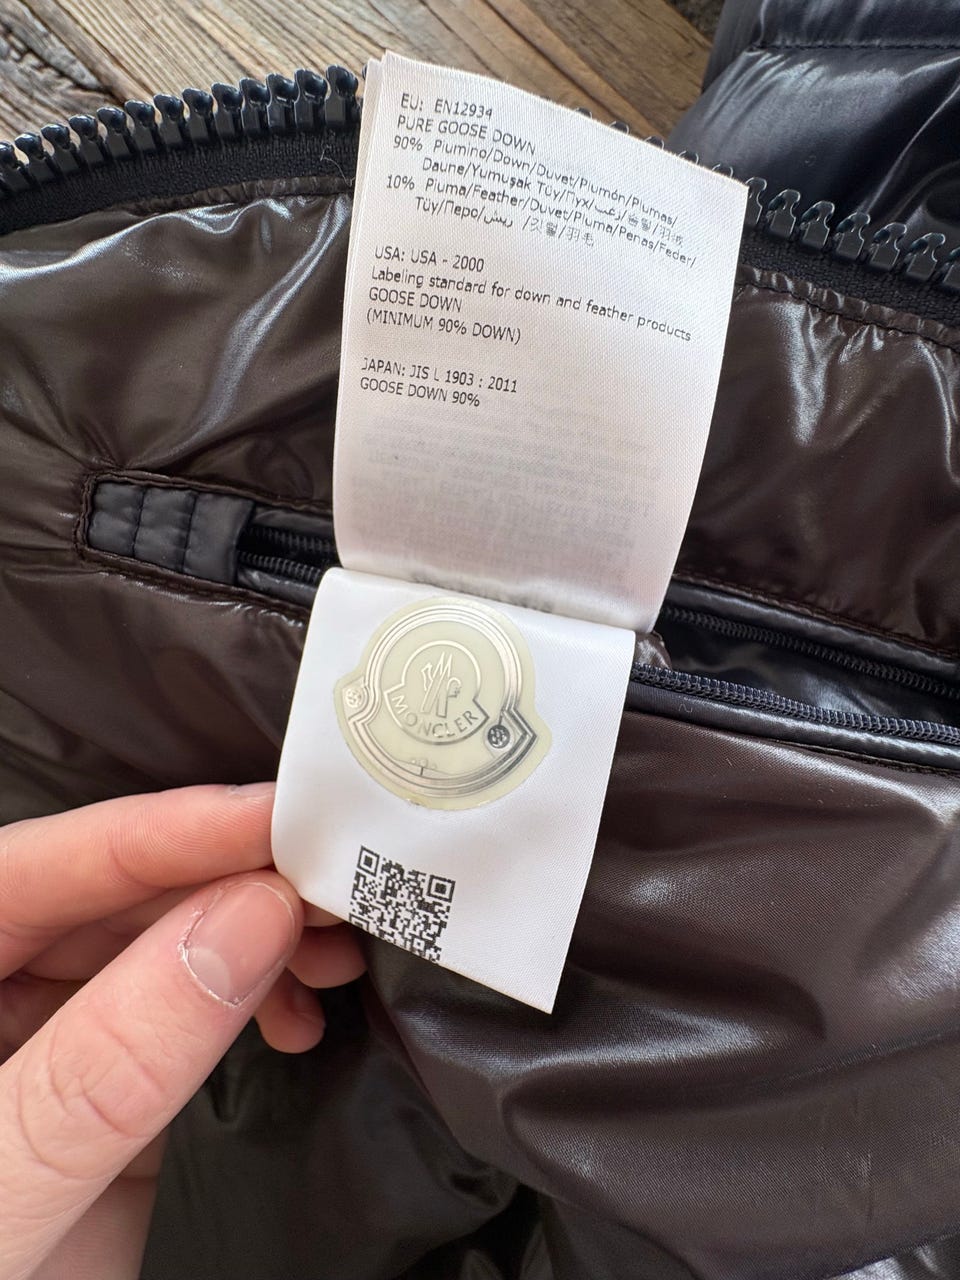 EU: EN12934
PURE GOOSE DOWN
90% Piumino/Down/Duvet/Plumón/Plumas/
Daune/Yumuşak Tüy/Пух/زغب/솜털/羽绒
10% Piuma/Feather/Duvet/Pluma/Penas/Feder/
Tüy/Перо/ريش/깃털/羽毛
USA: USA - 2000
Labeling standard for down and feather products
GOOSE DOWN
(MINIMUM 90% DOWN)
JAPAN: JIS L 1903 : 2011
GOOSE DOWN 90%
MONCLER